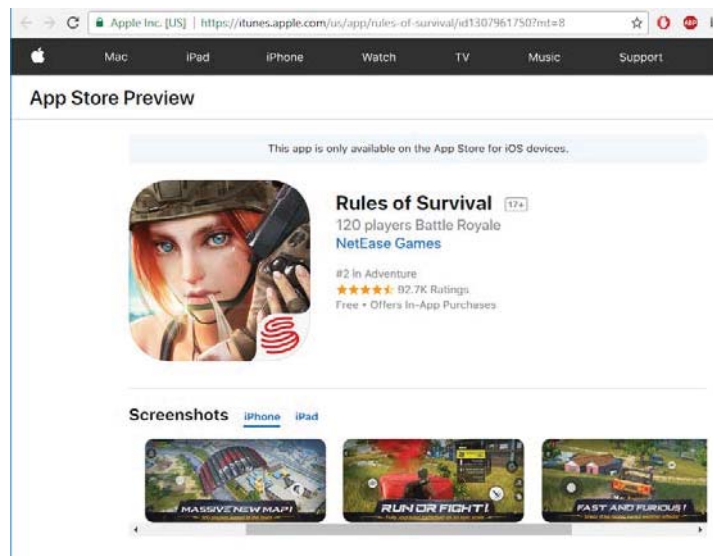 Apple Inc. [US] | https://itunes.apple.com/us/app/rules-of-survival/id1307961750?mt=8
ABP
Mac iPad iPhone Watch TV Music Support
App Store Preview
This app is only available on the App Store for iOS devices.
Rules of Survival 17+
120 players Battle Royale
NetEase Games
#2 in Adventure
92.7K Ratings
Free • Offers In-App Purchases
Screenshots iPhone iPad
MASSIVE NEW MAP!
RUN OR FIGHT!
FAST AND FURIOUS!